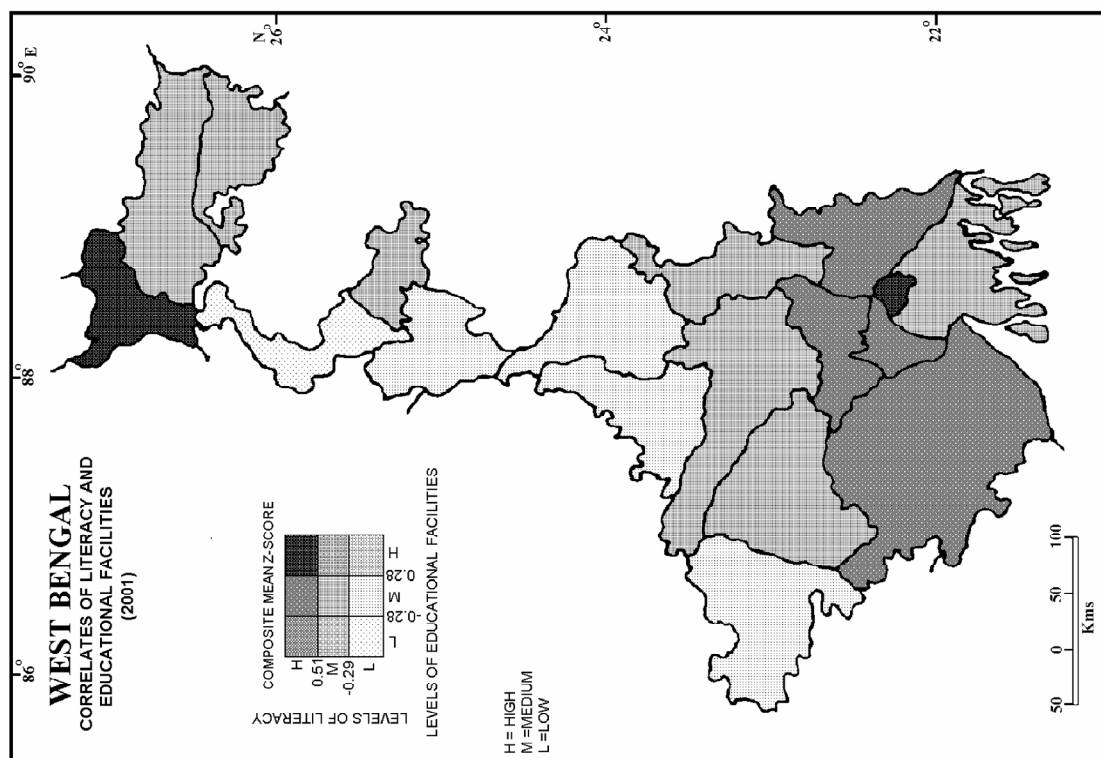 WEST BENGAL
CORRELATES OF LITERACY AND
EDUCATIONAL FACILITIES
(2001)
COMPOSITE MEAN Z-SCORE
LEVELS OF LITERACY
H
0.51
M
-0.29
L
L
-0.28
M
0.28
H
LEVELS OF EDUCATIONAL FACILITIES
H = HIGH
M =MEDIUM
L =LOW
86°
88°
90° E
26°
N
24°
22°
50
0
50
100
Kms